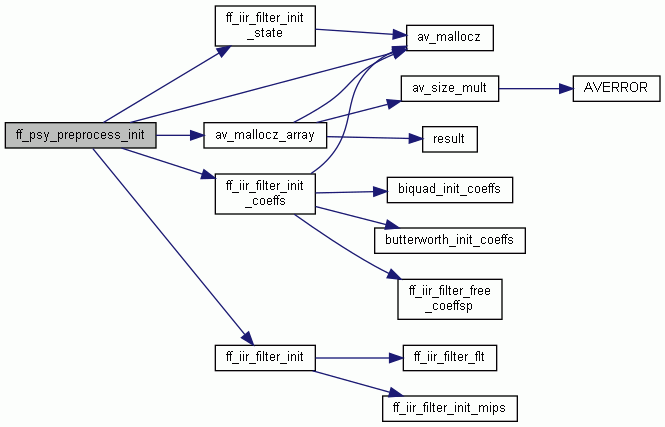 ff_psy_preprocess_init
ff_iir_filter_init
_state
av_mallocz_array
ff_iir_filter_init
_coeffs
ff_iir_filter_init
av_mallocz
av_size_mult
result
biquad_init_coeffs
butterworth_init_coeffs
ff_iir_filter_free
_coeffsp
ff_iir_filter_flt
ff_iir_filter_init_mips
AVERROR